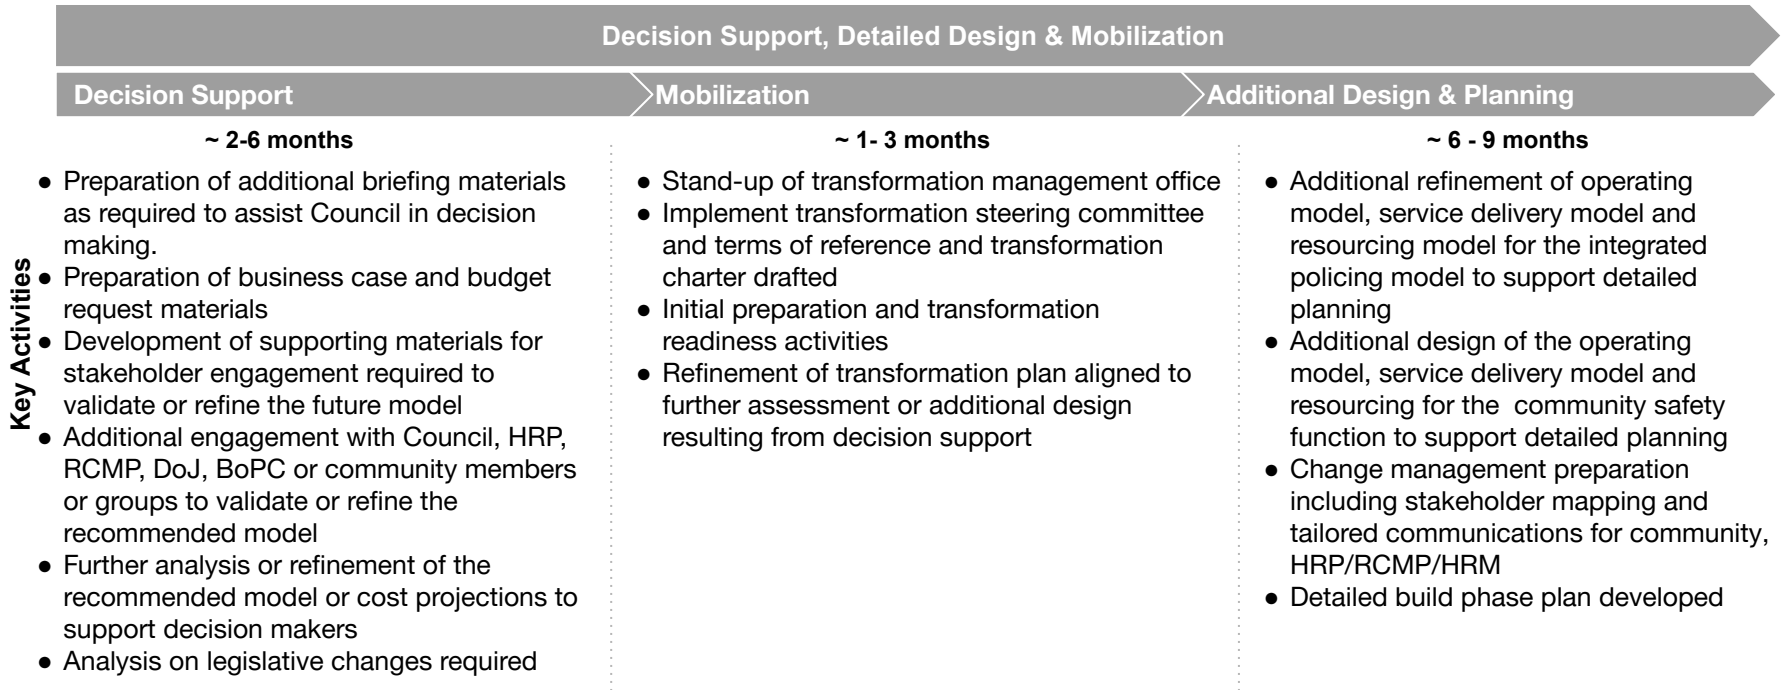 Decision Support, Detailed Design & Mobilization
Decision Support
Mobilization
Additional Design & Planning
Key Activities
~ 2-6 months
● Preparation of additional briefing materials
as required to assist Council in decision
making.
● Preparation of business case and budget
request materials
● Development of supporting materials for
stakeholder engagement required to
validate or refine the future model
● Additional engagement with Council, HRP,
RCMP, DoJ, BoPC or community members
or groups to validate or refine the
recommended model
● Further analysis or refinement of the
recommended model or cost projections to
support decision makers
● Analysis on legislative changes required
~ 1- 3 months
● Stand-up of transformation management office
● Implement transformation steering committee
and terms of reference and transformation
charter drafted
● Initial preparation and transformation
readiness activities
● Refinement of transformation plan aligned to
further assessment or additional design
resulting from decision support
~ 6 - 9 months
● Additional refinement of operating
model, service delivery model and
resourcing model for the integrated
policing model to support detailed
planning
● Additional design of the operating
model, service delivery model and
resourcing for the  community safety
function to support detailed planning
● Change management preparation
including stakeholder mapping and
tailored communications for community,
HRP/RCMP/HRM
● Detailed build phase plan developed